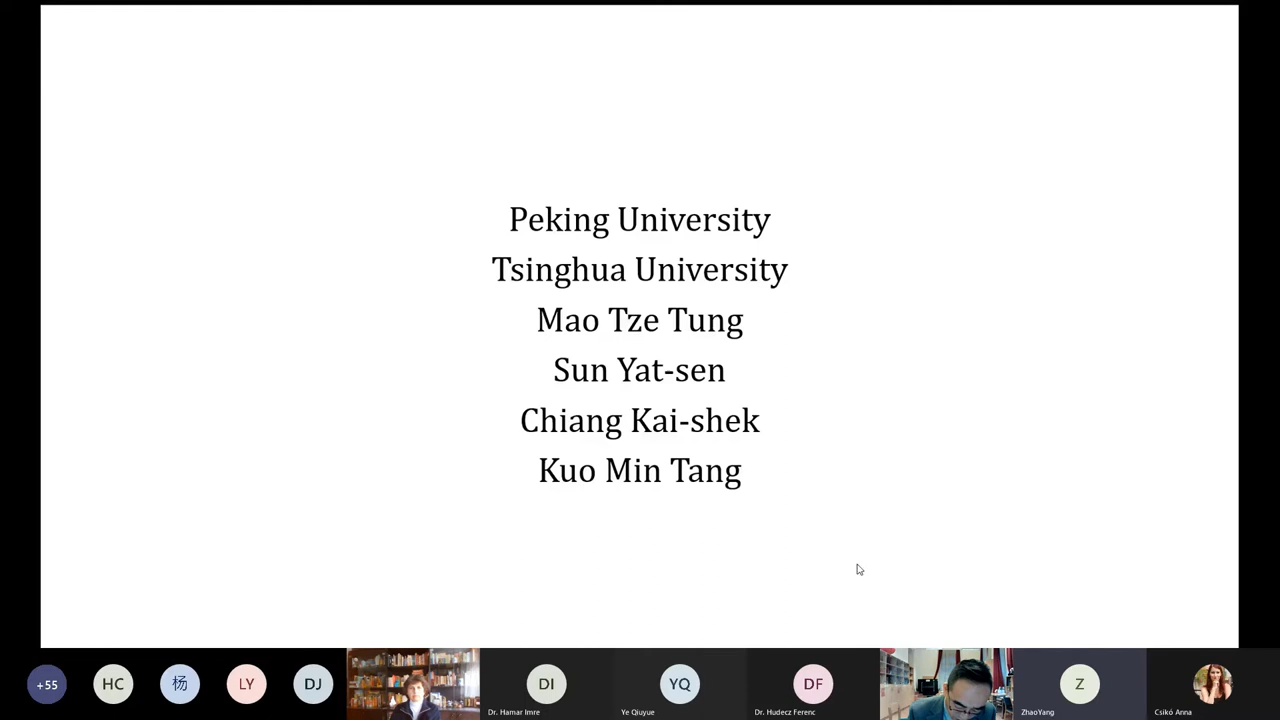 Peking University
Tsinghua University
Mao Tze Tung
Sun Yat-sen
Chiang Kai-shek
Kuo Min Tang
+55
HC
杨
LY
DJ
DI
Dr. Hamar Imre
YQ
Ye Qiuyue
DF
Dr. Hudecz Ferenc
Z
ZhaoYang
Csikó Anna